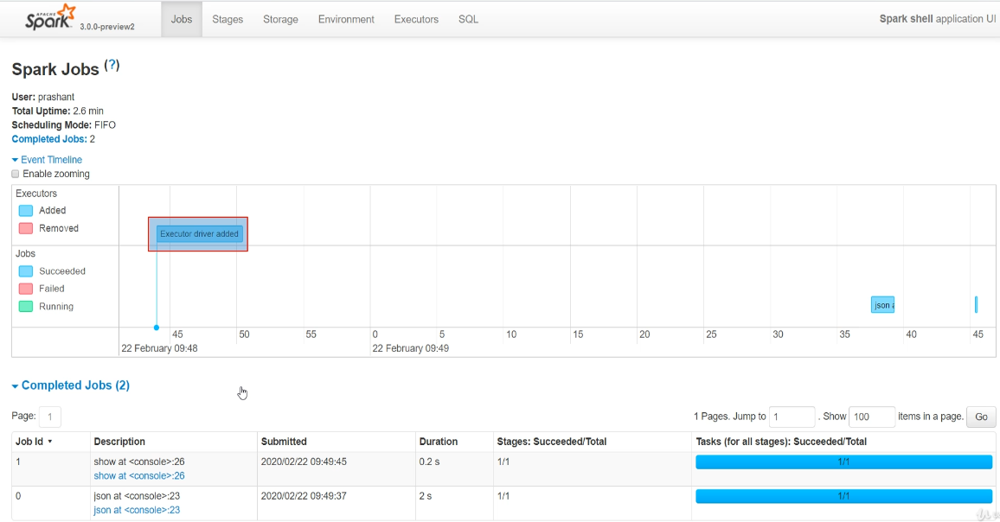 APACHE
Spark 3.0.0-preview2 Jobs Stages Storage Environment Executors SQL Spark shell application UI
Spark Jobs (?)
User: prashant
Total Uptime: 2.6 min
Scheduling Mode: FIFO
Completed Jobs: 2
Event Timeline
Enable zooming
Executors
Added
Removed
Executor driver added
Jobs
Succeeded
Failed
Running
json a
45 50 55 0 5 10 15 20 25 30 35 40 45
22 February 09:48 22 February 09:49
Completed Jobs (2)
Page: 1 1 Pages. Jump to 1 . Show 100 items in a page. Go
Job Id ▾ Description Submitted Duration Stages: Succeeded/Total Tasks (for all stages): Succeeded/Total
1 show at <console>:26 2020/02/22 09:49:45 0.2 s 1/1 1/1
show at <console>:26
0 json at <console>:23 2020/02/22 09:49:37 2 s 1/1 1/1
json at <console>:23